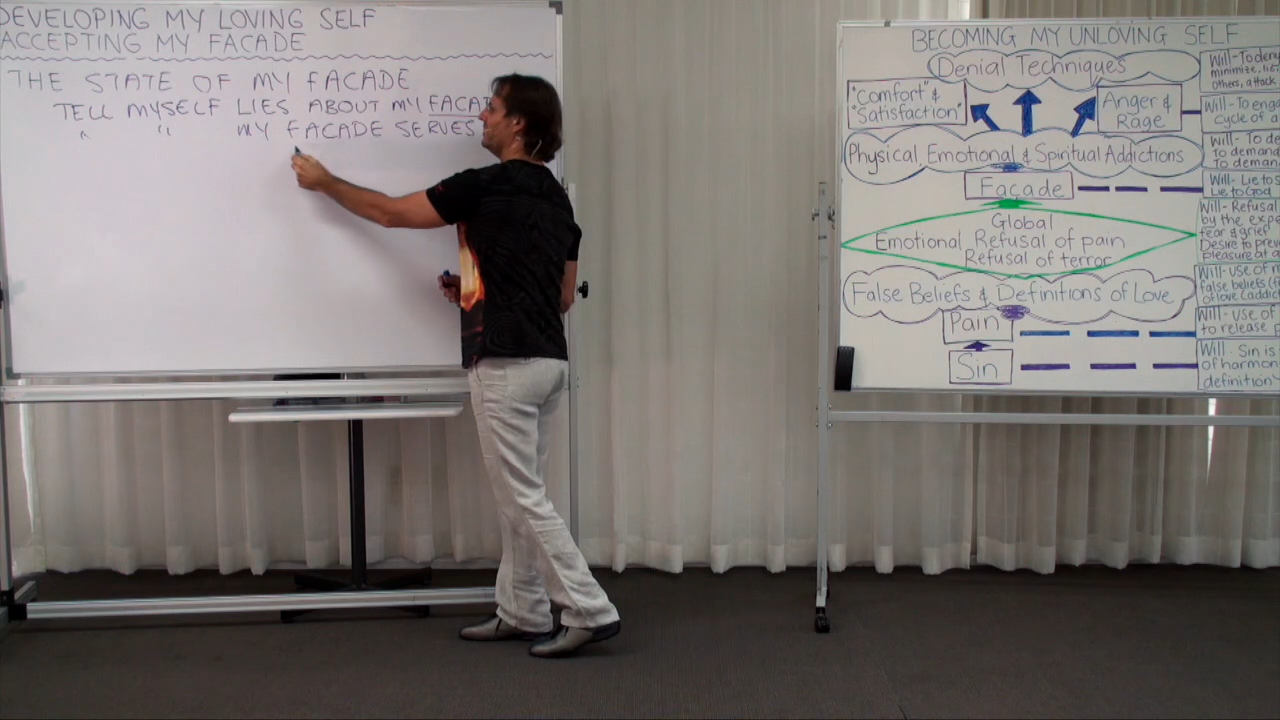 DEVELOPING MY LOVING SELF
ACCEPTING MY FACADE
THE STATE OF MY FACADE
TELL MYSELF LIES ABOUT MY FACA
" " MY FACADE SERVES
BECOMING MY UNLOVING SELF
Denial Techniques
"Comfort" &
"Satisfaction"
Anger &
Rage
Physical, Emotional & Spiritual Addictions
Façade
Global
Emotional Refusal of pain
Refusal of terror
False Beliefs & Definitions of Love
Pain
Sin
Will - To deny
minimize, lie
others, attack
Will - To eng
cycle of a
Will - To de
To demand
To deman
Will - Lie to s
Lie to God
Will - Refusal
by the exp
fear & grief
Desire to prev
pleasure at a
Will - use of
false beliefs
of love (addic
Will - use of
to release
Will - Sin is
of harmon
definition